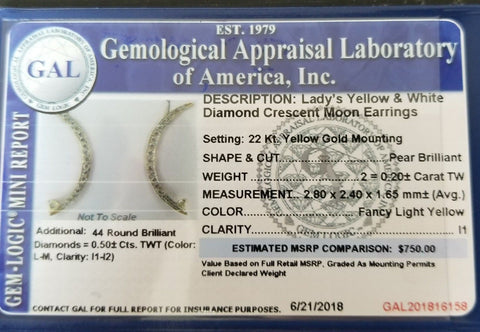 EST. 1979
GAL
GEM LOGIC
Gemological Appraisal Laboratory
of America, Inc.
GEM-LOGIC® MINI REPORT
DESCRIPTION: Lady's Yellow & White
Diamond Crescent Moon Earrings
Setting: 22 Kt. Yellow Gold Mounting
SHAPE & CUT Pear Brilliant
WEIGHT 2 = 0.20± Carat TW
MEASUREMENT 2.80 x 2.40 x 1.65 mm± (Avg.)
COLOR Fancy Light Yellow
CLARITY I1
Not To Scale
Additional: 44 Round Brilliant
Diamonds = 0.50± Cts. TWT (Color:
L-M, Clarity: I1-I2)
ESTIMATED MSRP COMPARISON: $750.00
Value Based on Full Retail MSRP, Graded As Mounting Permits
Client Declared Weight
CONTACT GAL FOR FULL REPORT FOR INSURANCE PURPOSES.
6/21/2018
GAL201816158